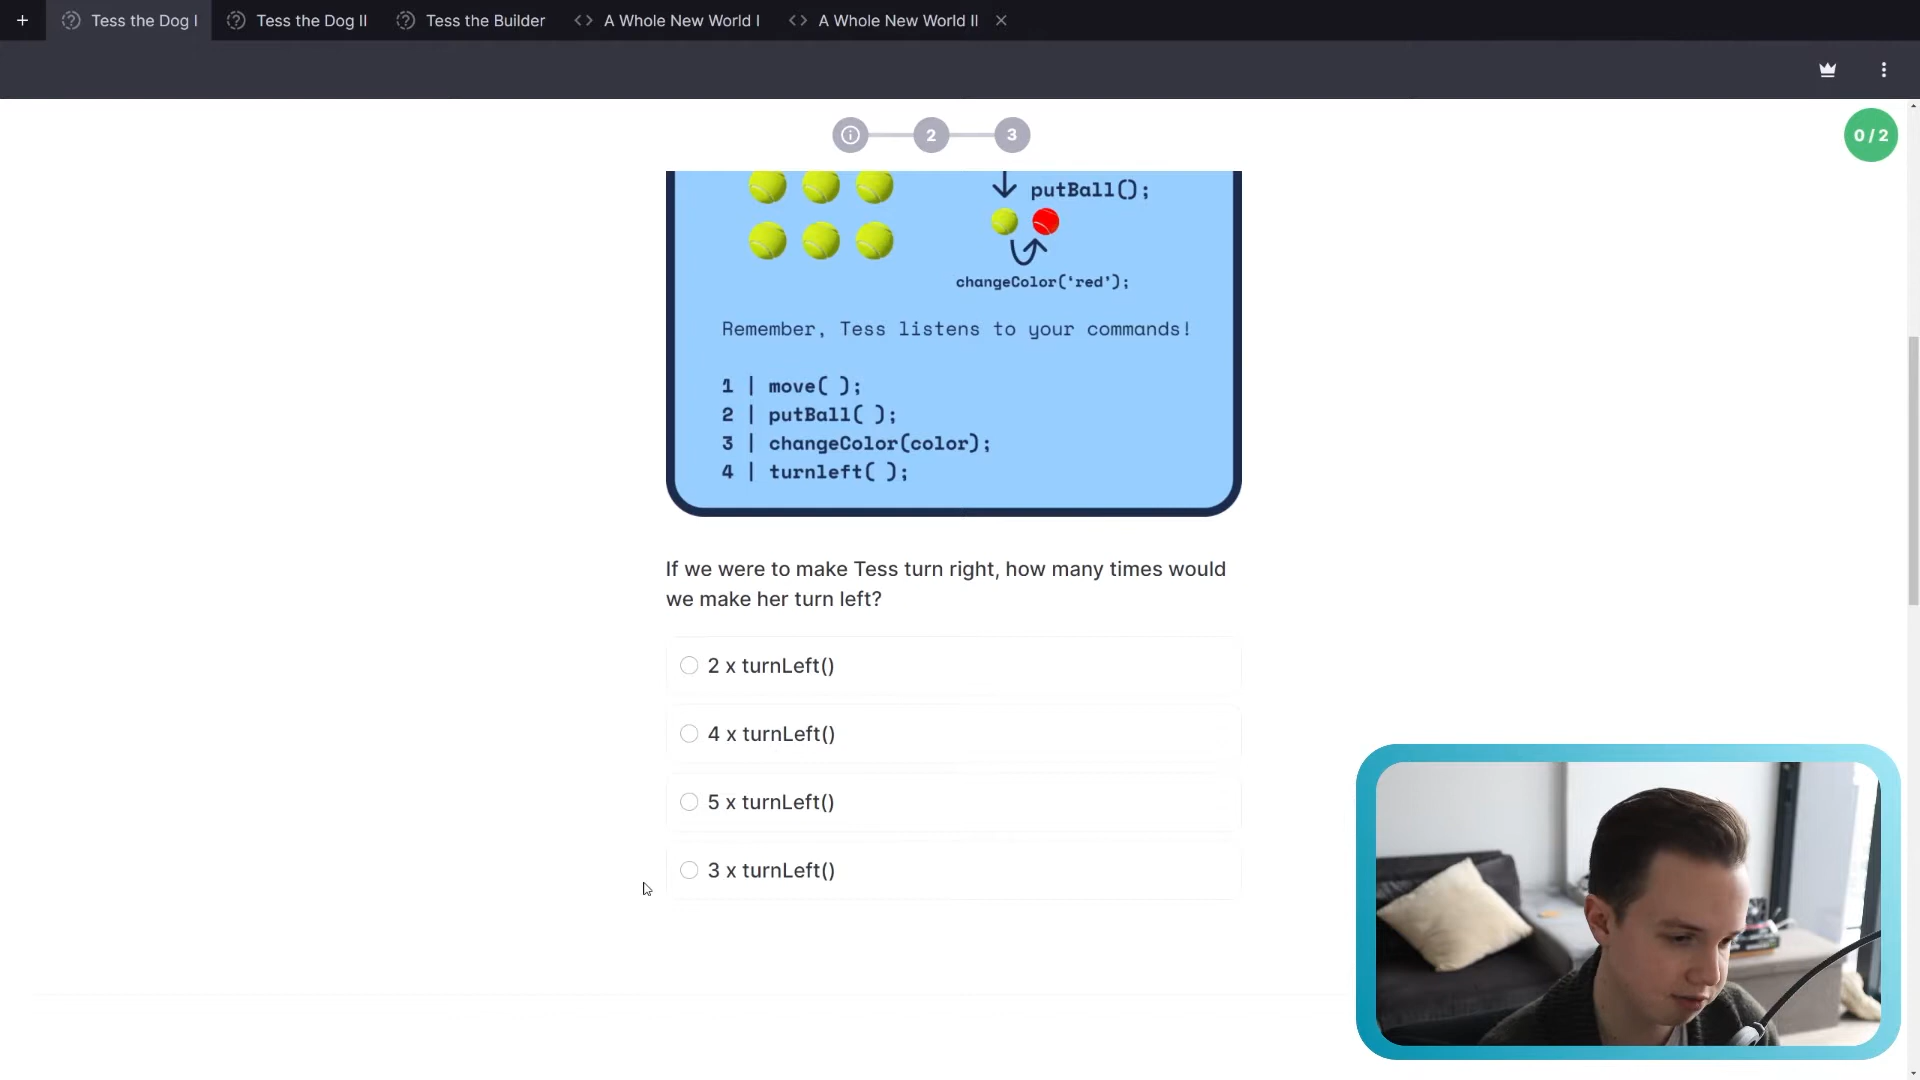 Tess the Dog I
Tess the Dog II
Tess the Builder
A Whole New World I
A Whole New World II
2
3
0 / 2
putBall();
changeColor(‘red’);
Remember, Tess listens to your commands!
1 | move( );
2 | putBall( );
3 | changeColor(color);
4 | turnleft( );
If we were to make Tess turn right, how many times would
we make her turn left?
2 x turnLeft()
4 x turnLeft()
5 x turnLeft()
3 x turnLeft()